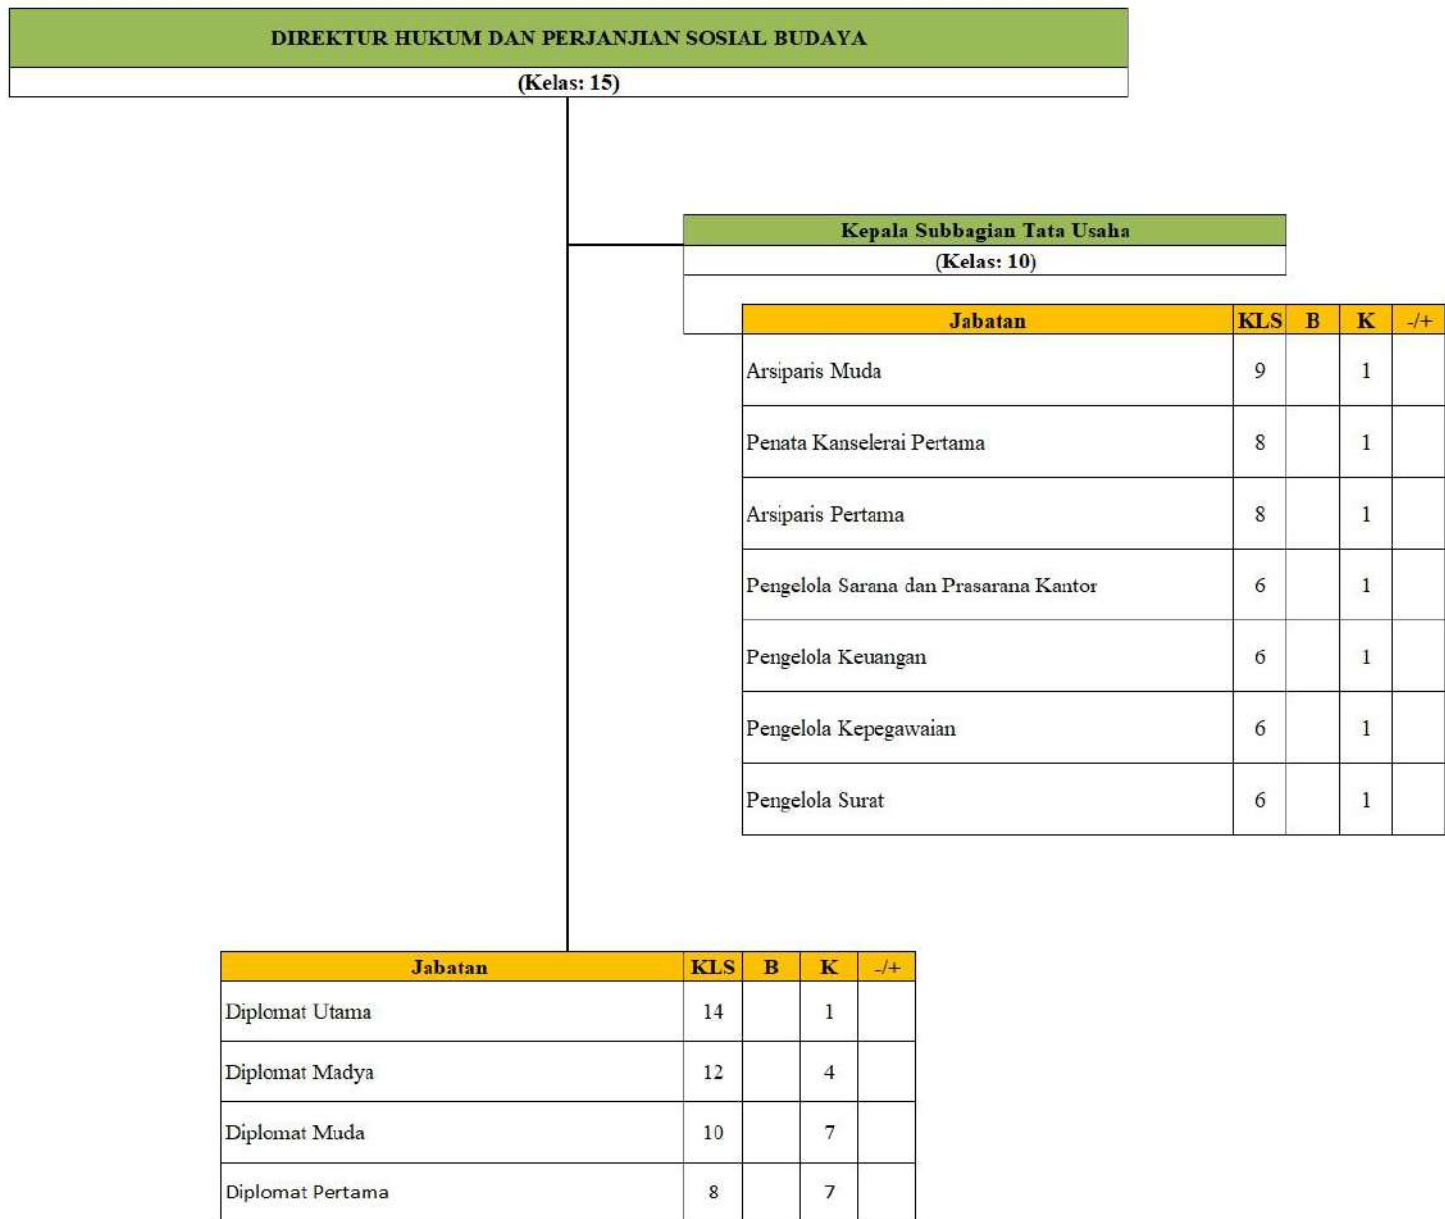 DIREKTUR HUKUM DAN PERJANJIAN SOSIAL BUDAYA
(Kelas: 15)
Kepala Subbagian Tata Usaha
(Kelas: 10)
Jabatan KLS B K -/+
Arsiparis Muda 9 1
Penata Kanselerai Pertama 8 1
Arsiparis Pertama 8 1
Pengelola Sarana dan Prasarana Kantor 6 1
Pengelola Keuangan 6 1
Pengelola Kepegawaian 6 1
Pengelola Surat 6 1
Jabatan KLS B K -/+
Diplomat Utama 14 1
Diplomat Madya 12 4
Diplomat Muda 10 7
Diplomat Pertama 8 7